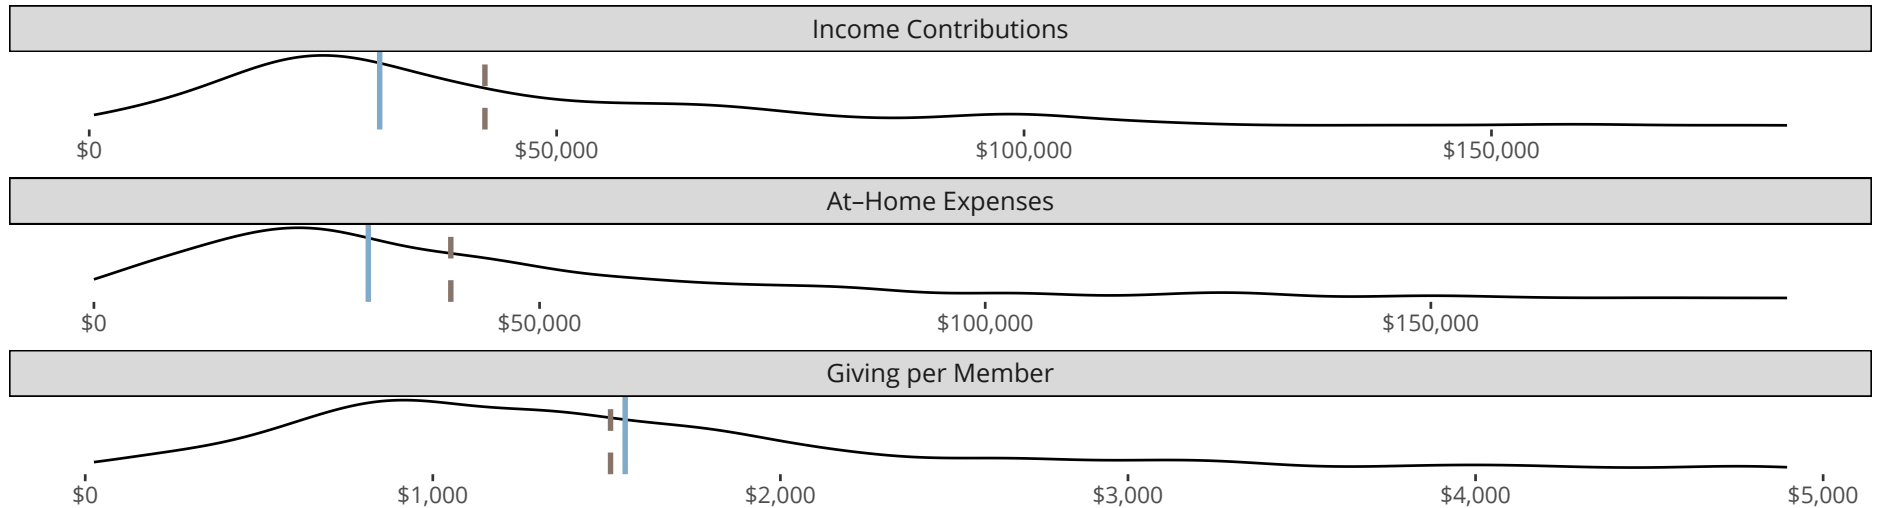 Income Contributions
$0 $50,000 $100,000 $150,000
At–Home Expenses
$0 $50,000 $100,000 $150,000
Giving per Member
$0 $1,000 $2,000 $3,000 $4,000 $5,000